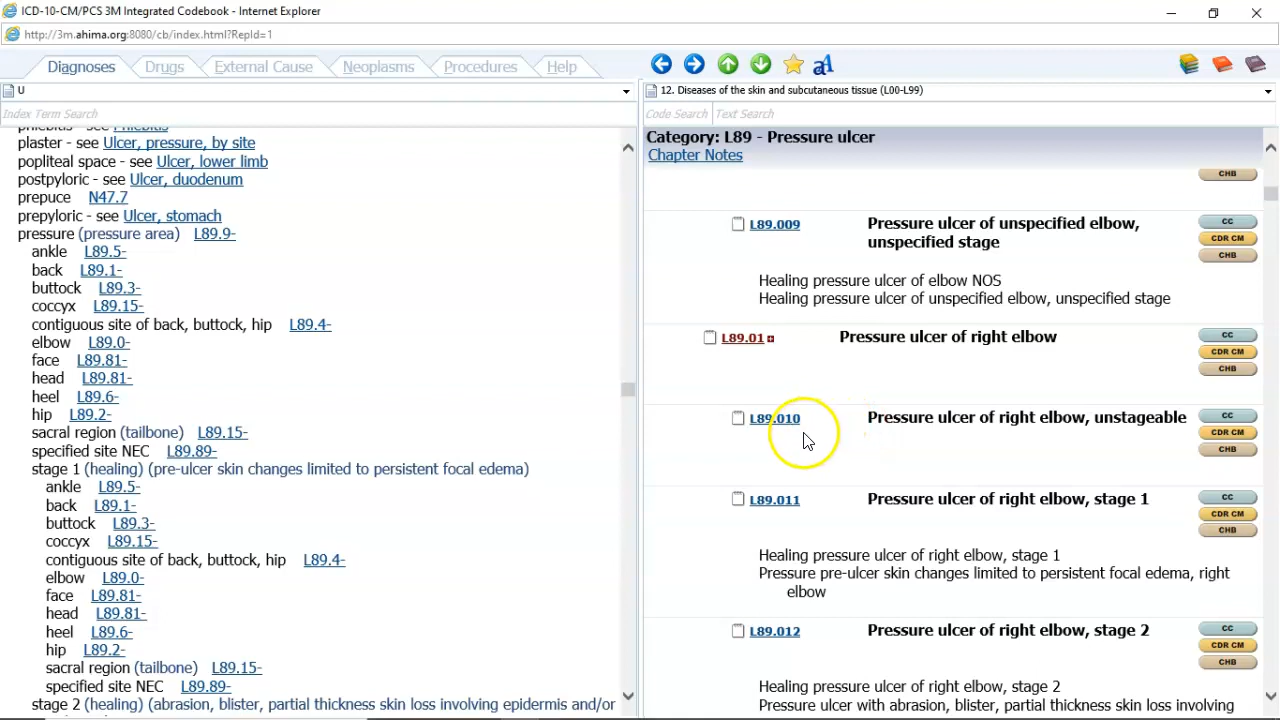 ICD-10-CM/PCS 3M Integrated Codebook - Internet Explorer
http://3m.ahima.org:8080/cb/index.html?RepId=1
Diagnoses Drugs External Cause Neoplasms Procedures Help
U
Index Term Search
phlebitis - see Phlebitis
plaster - see Ulcer, pressure, by site
popliteal space - see Ulcer, lower limb
postpyloric - see Ulcer, duodenum
prepuce N47.7
prepyloric - see Ulcer, stomach
pressure (pressure area) L89.9-
ankle L89.5-
back L89.1-
buttock L89.3-
coccyx L89.15-
contiguous site of back, buttock, hip L89.4-
elbow L89.0-
face L89.81-
head L89.81-
heel L89.6-
hip L89.2-
sacral region (tailbone) L89.15-
specified site NEC L89.89-
stage 1 (healing) (pre-ulcer skin changes limited to persistent focal edema)
ankle L89.5-
back L89.1-
buttock L89.3-
coccyx L89.15-
contiguous site of back, buttock, hip L89.4-
elbow L89.0-
face L89.81-
head L89.81-
heel L89.6-
hip L89.2-
sacral region (tailbone) L89.15-
specified site NEC L89.89-
stage 2 (healing) (abrasion, blister, partial thickness skin loss involving epidermis and/or
12. Diseases of the skin and subcutaneous tissue (L00-L99)
Code Search Text Search
Category: L89 - Pressure ulcer
Chapter Notes
CHB
L89.009 Pressure ulcer of unspecified elbow, CC
unspecified stage CDR CM
CHB
Healing pressure ulcer of elbow NOS
Healing pressure ulcer of unspecified elbow, unspecified stage
L89.01 Pressure ulcer of right elbow CC
CDR CM
CHB
L89.010 Pressure ulcer of right elbow, unstageable CC
CDR CM
CHB
L89.011 Pressure ulcer of right elbow, stage 1 CC
CDR CM
CHB
Healing pressure ulcer of right elbow, stage 1
Pressure pre-ulcer skin changes limited to persistent focal edema, right
elbow
L89.012 Pressure ulcer of right elbow, stage 2 CC
CDR CM
CHB
Healing pressure ulcer of right elbow, stage 2
Pressure ulcer with abrasion, blister, partial thickness skin loss involving